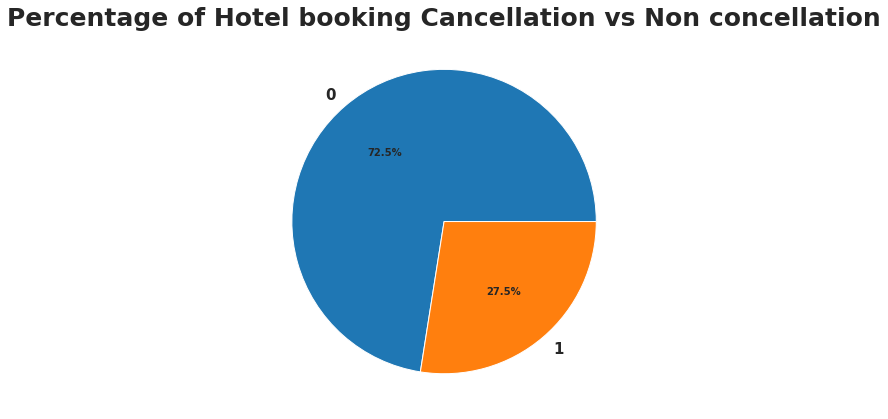 Percentage of Hotel booking Cancellation vs Non concellation
0
72.5%
27.5%
1